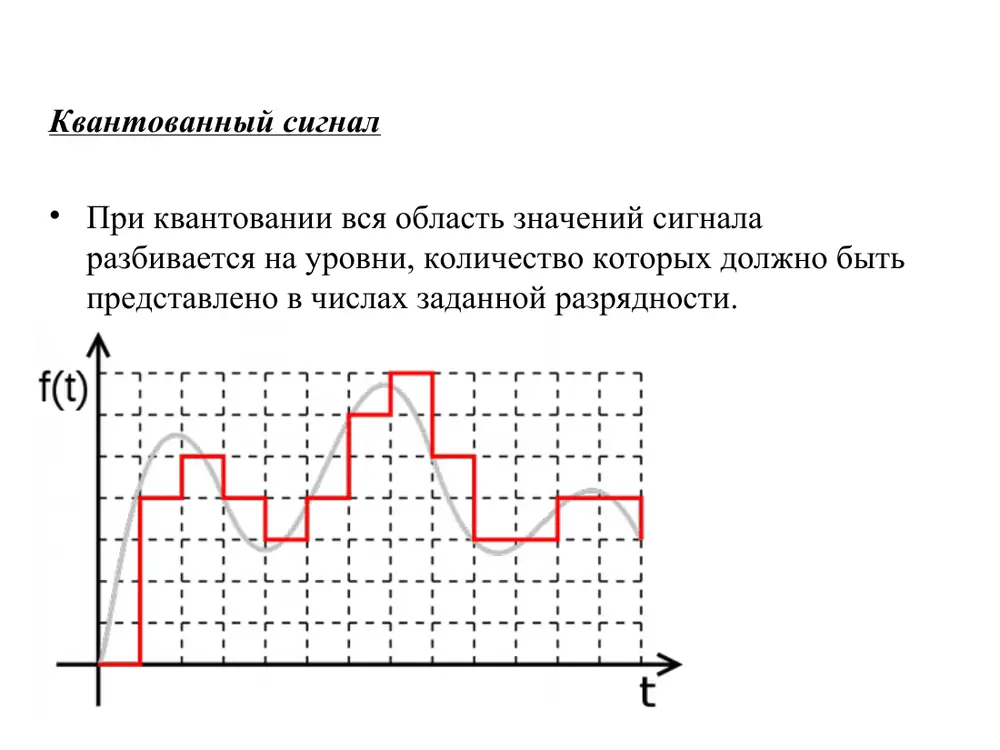 Квантованный сигнал
• При квантовании вся область значений сигнала
разбивается на уровни, количество которых должно быть
представлено в числах заданной разрядности.
f(t)
t